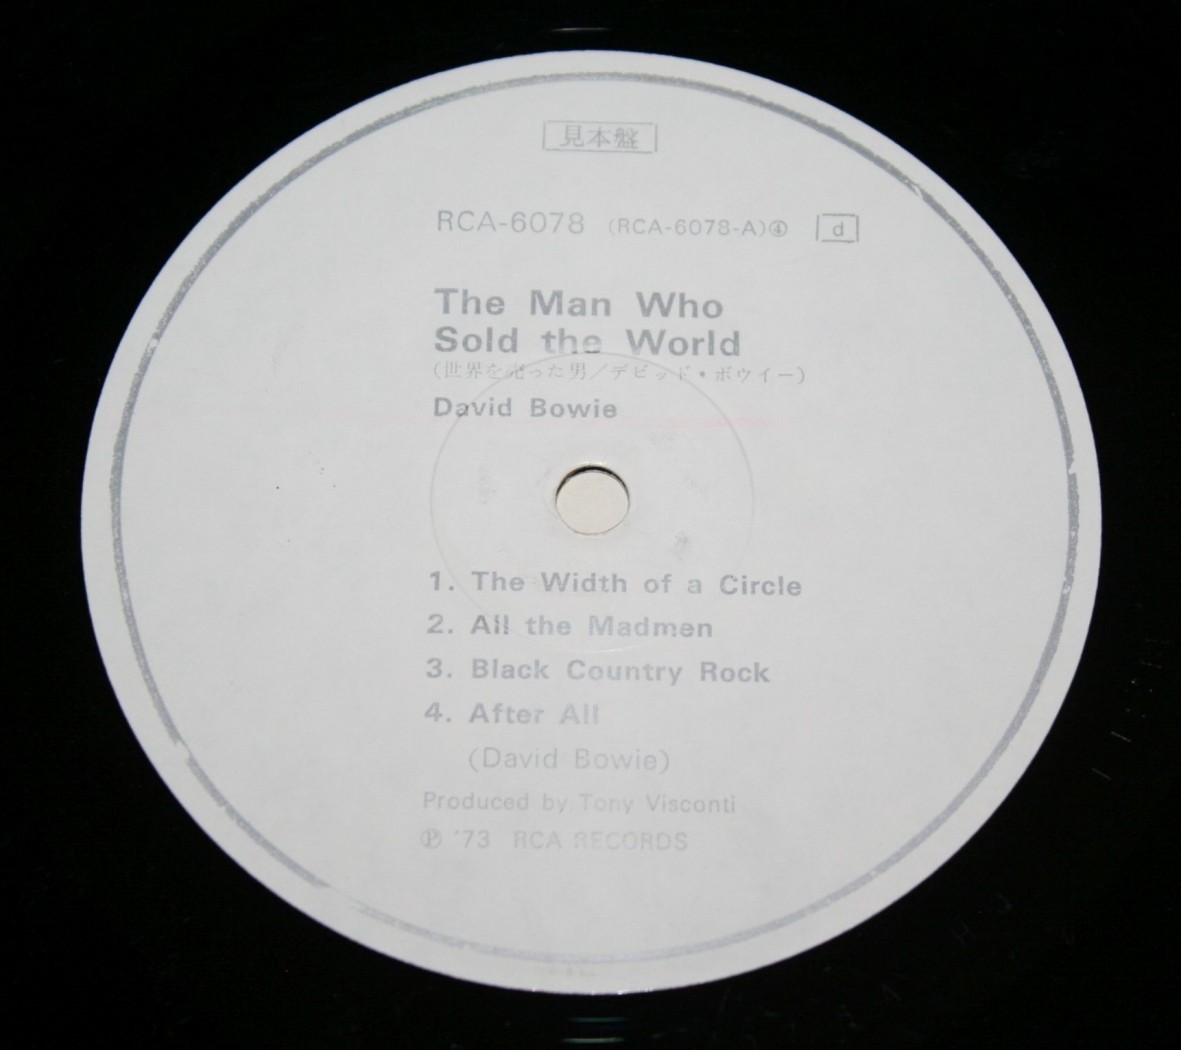 見本盤
RCA-6078 (RCA-6078-A)④ d
The Man Who
Sold the World
(世界を売った男／デビッド・ボウイー)
David Bowie
1. The Width of a Circle
2. All the Madmen
3. Black Country Rock
4. After All
(David Bowie)
Produced by Tony Visconti
Ⓟ '73 RCA RECORDS